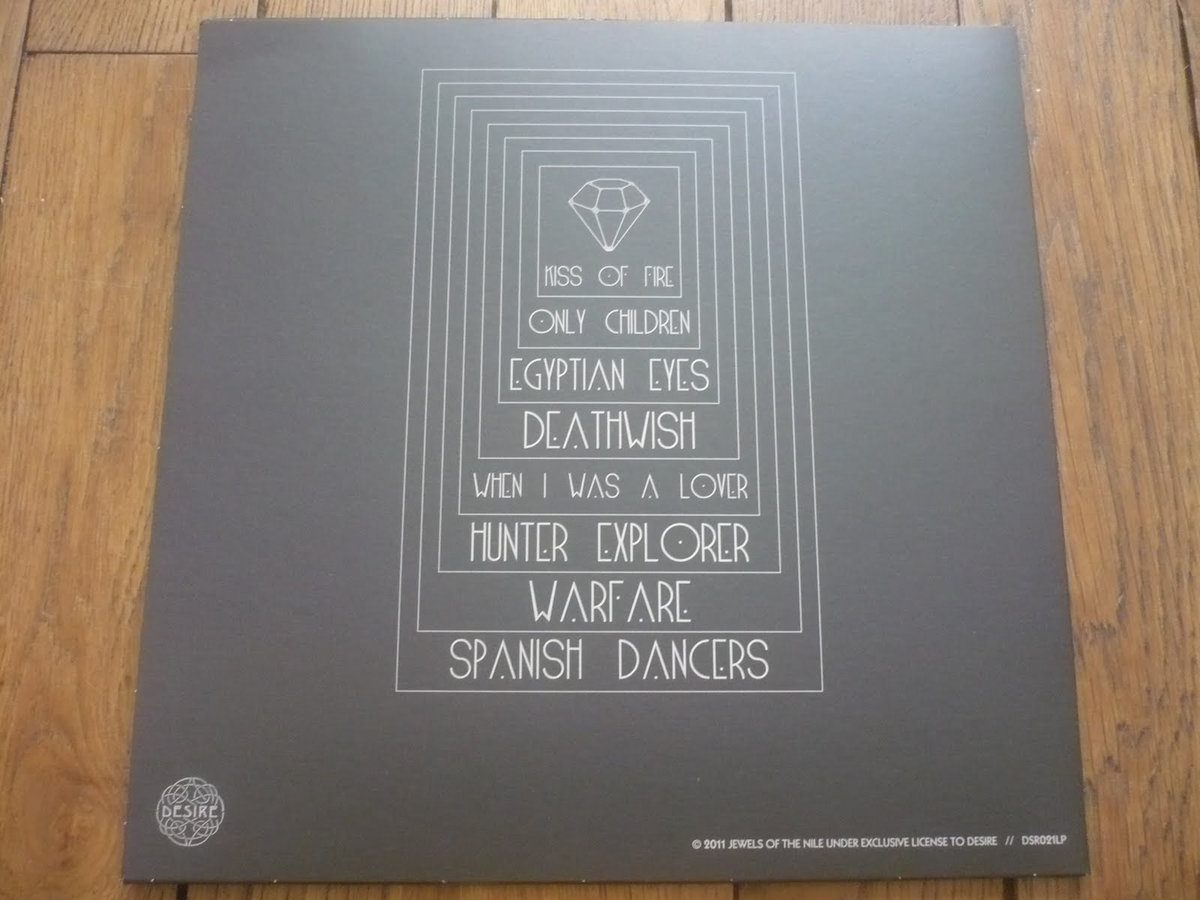 KISS OF FIRE
ONLY CHILDREN
EGYPTIAN EYES
DEATHWISH
WHEN I WAS A LOVER
HUNTER EXPLORER
WARFARE
SPANISH DANCERS
DESIRE
© 2011 JEWELS OF THE NILE UNDER EXCLUSIVE LICENSE TO DESIRE // DSR021LP